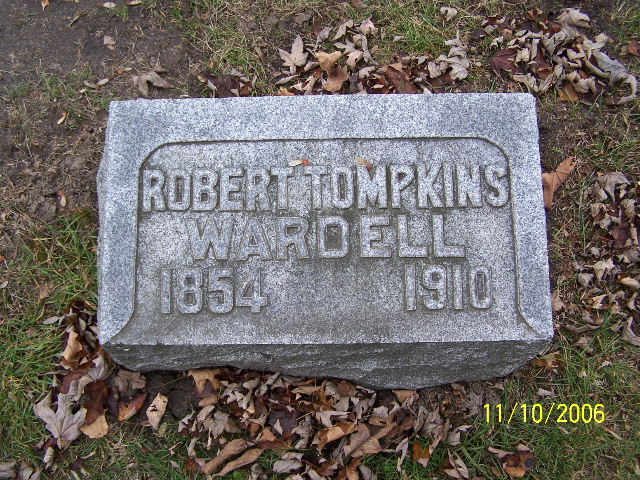 ROBERT TOMPKINS
WARDELL
1854 1910
11/10/2006